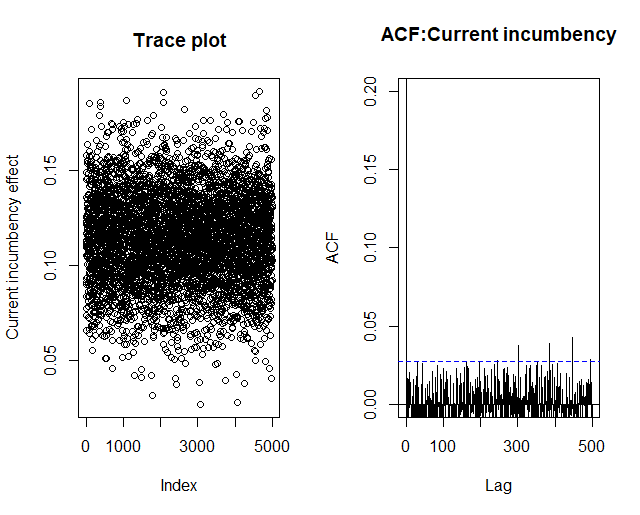 Trace plot
Current incumbency effect
0.15
0.10
0.05
0 1000 3000 5000
Index
ACF:Current incumbency
ACF
0.20
0.15
0.10
0.05
0.00
0 100 300 500
Lag